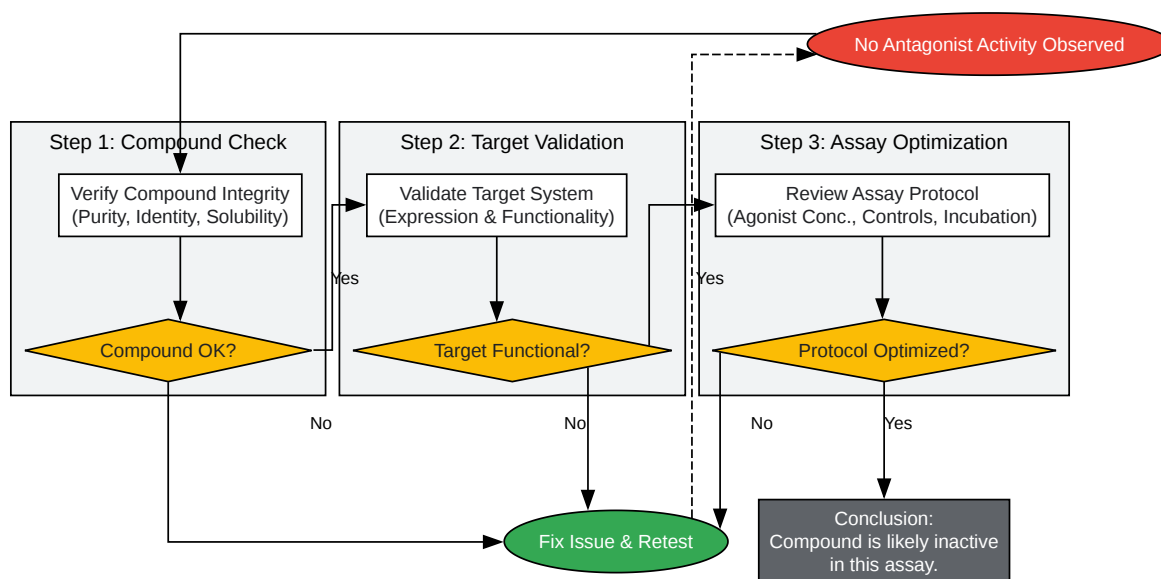 No Antagonist Activity Observed
Step 1: Compound Check
Step 2: Target Validation
Step 3: Assay Optimization
Verify Compound Integrity
(Purity, Identity, Solubility)
Validate Target System
(Expression & Functionality)
Review Assay Protocol
(Agonist Conc., Controls, Incubation)
Yes
Yes
Compound OK?
Target Functional?
Protocol Optimized?
No
No
No
Yes
Fix Issue & Retest
Conclusion:
Compound is likely inactive
in this assay.